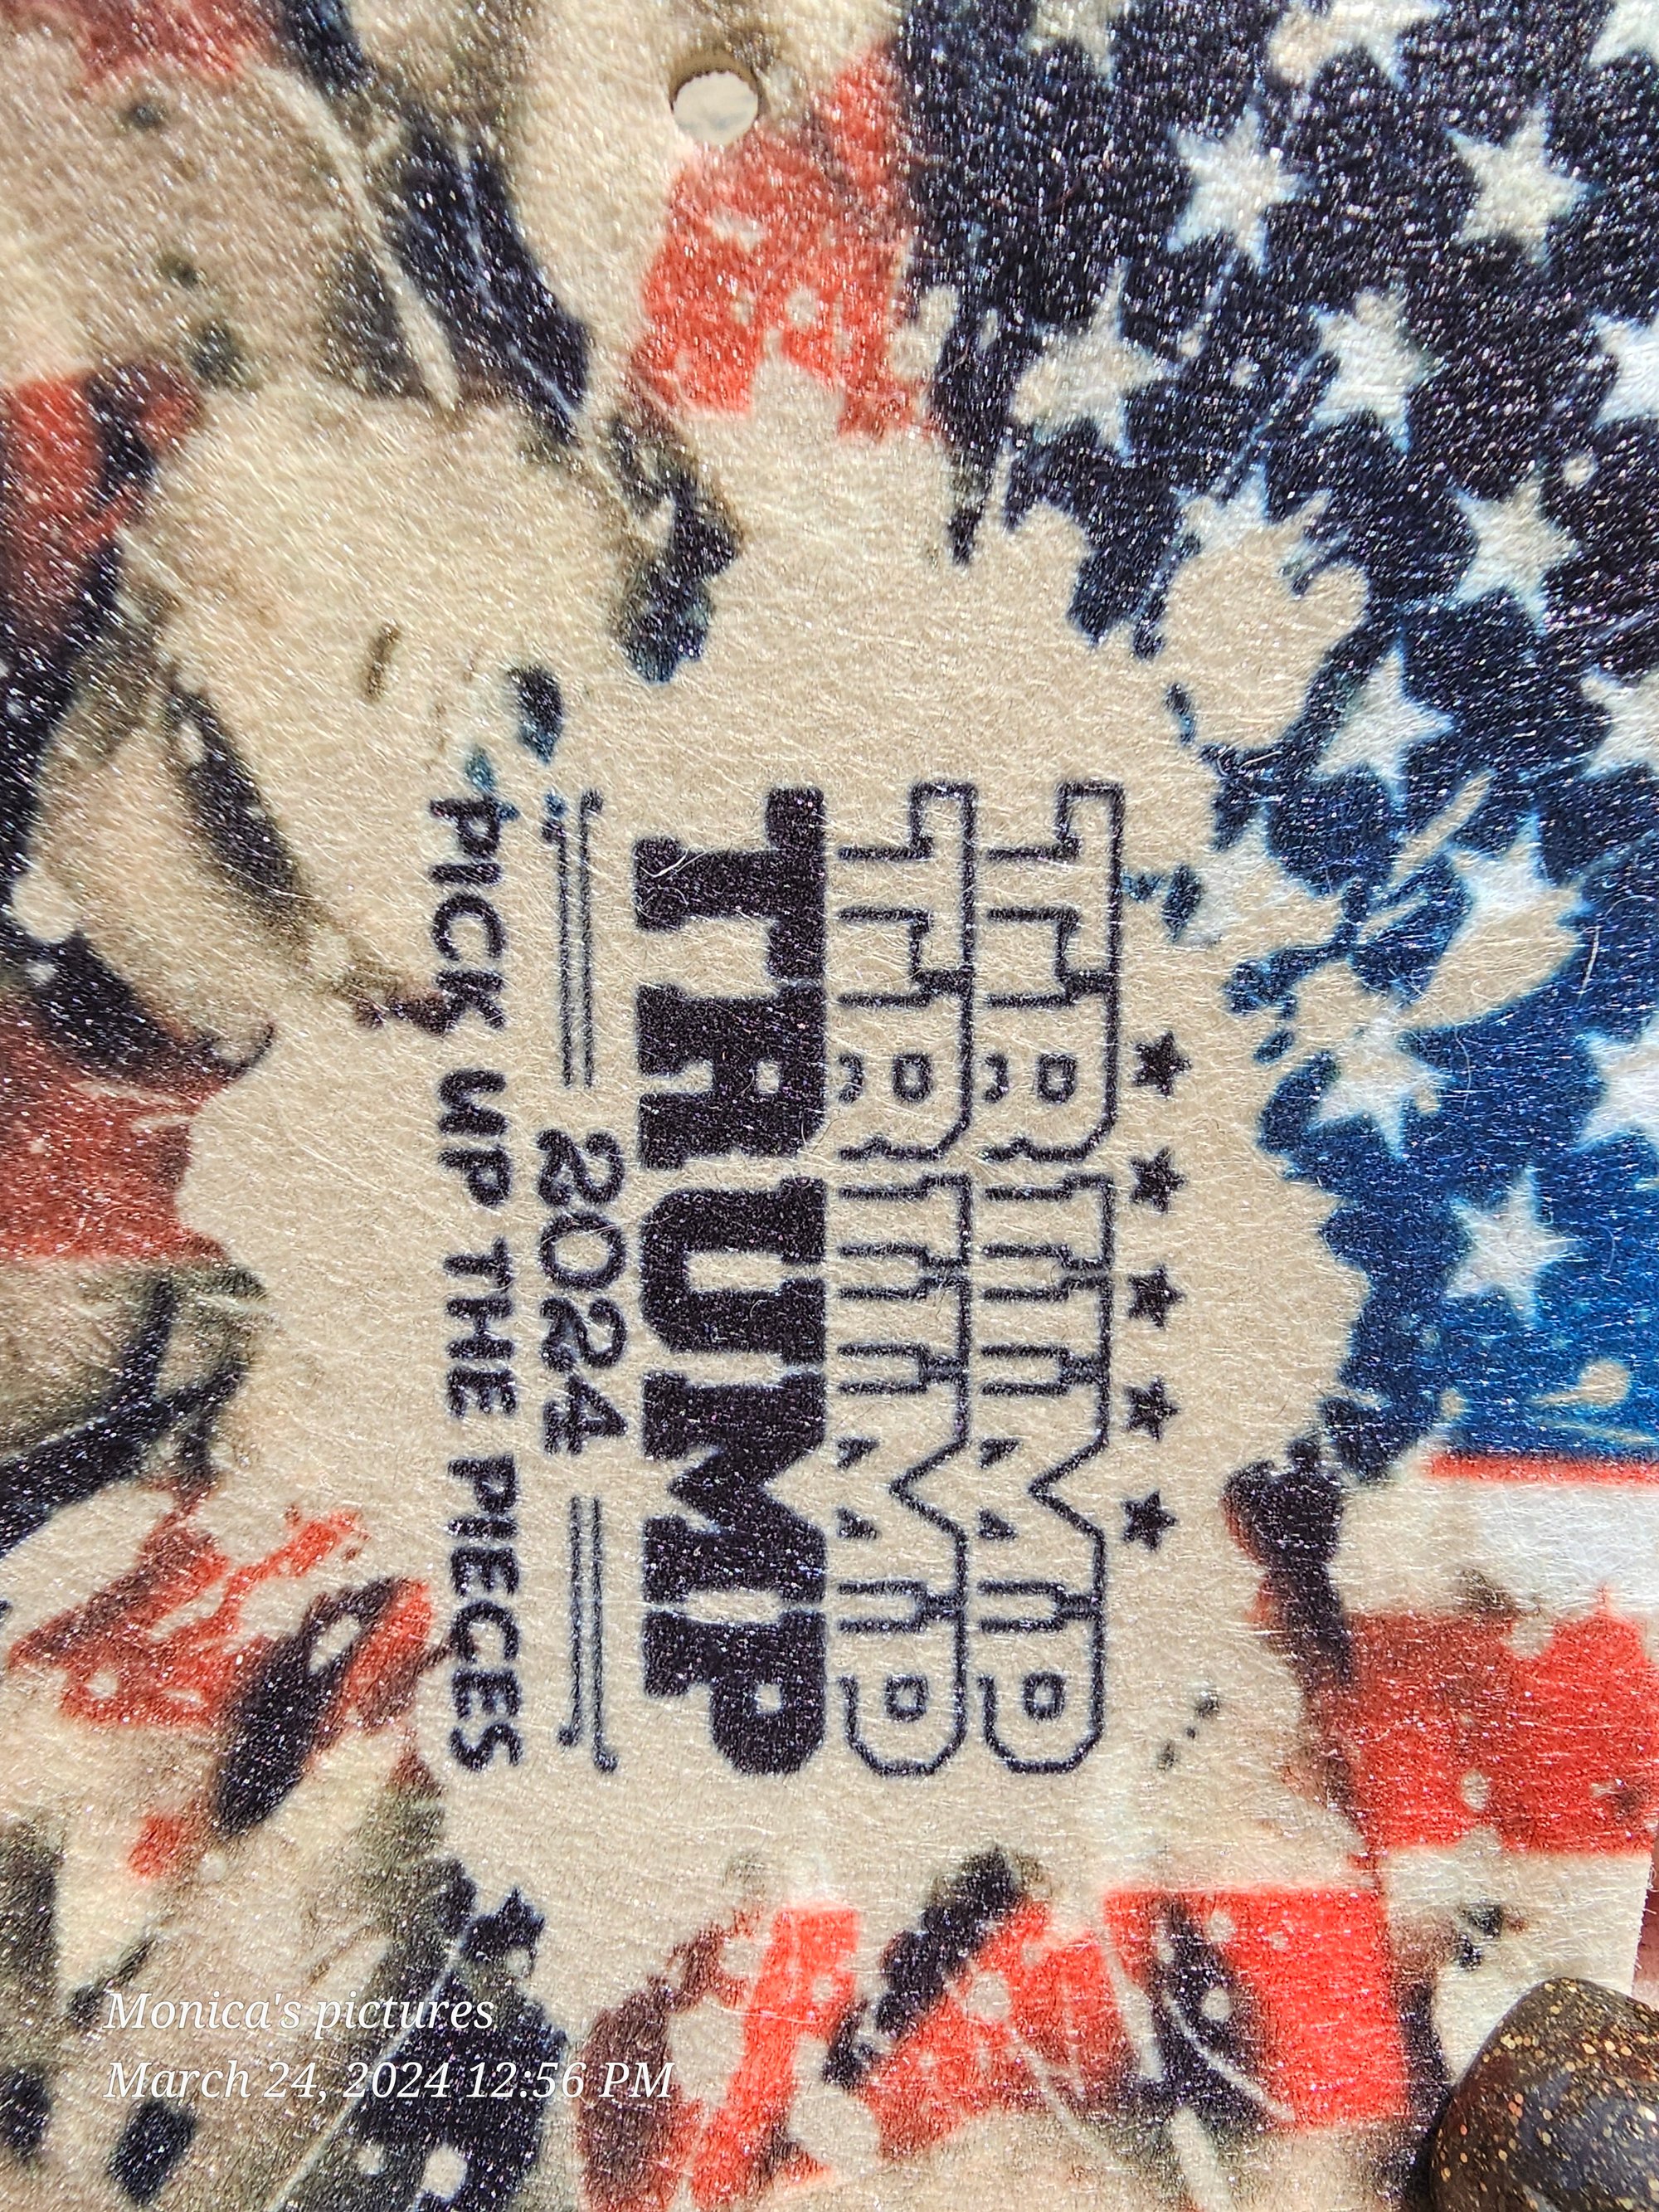 TRUMP
TRUMP
TRUMP
2024
PICK UP THE PIECES
Monica's pictures
March 24, 2024 12:56 PM